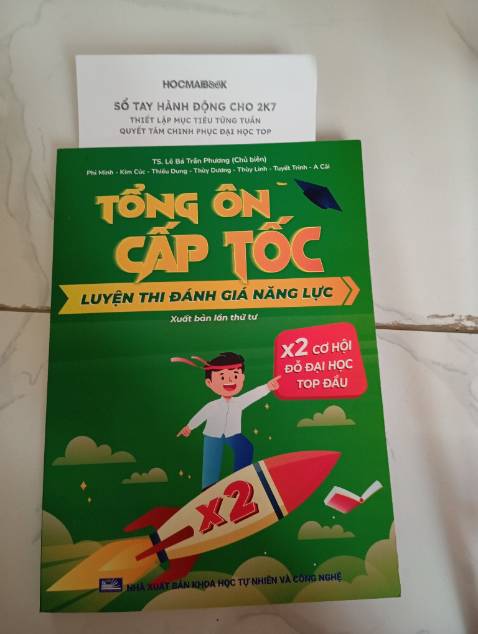 HOCMAIBOOK
SỔ TAY HÀNH ĐỘNG CHO 2K7
THIẾT LẬP MỤC TIÊU TỪNG TUẦN
QUYẾT TÂM CHINH PHỤC ĐẠI HỌC TOP
TS. Lê Bá Trần Phương (Chủ biên)
Phí Minh - Kim Cúc - Thiều Dung - Thùy Dương - Thùy Linh - Tuyết Trinh - A Cải
TỔNG ÔN
CẤP TỐC
LUYỆN THI ĐÁNH GIÁ NĂNG LỰC
Xuất bản lần thứ tư
x2 CƠ HỘI
ĐỖ ĐẠI HỌC
TOP ĐẦU
x2
NHÀ XUẤT BẢN KHOA HỌC TỰ NHIÊN VÀ CÔNG NGHỆ